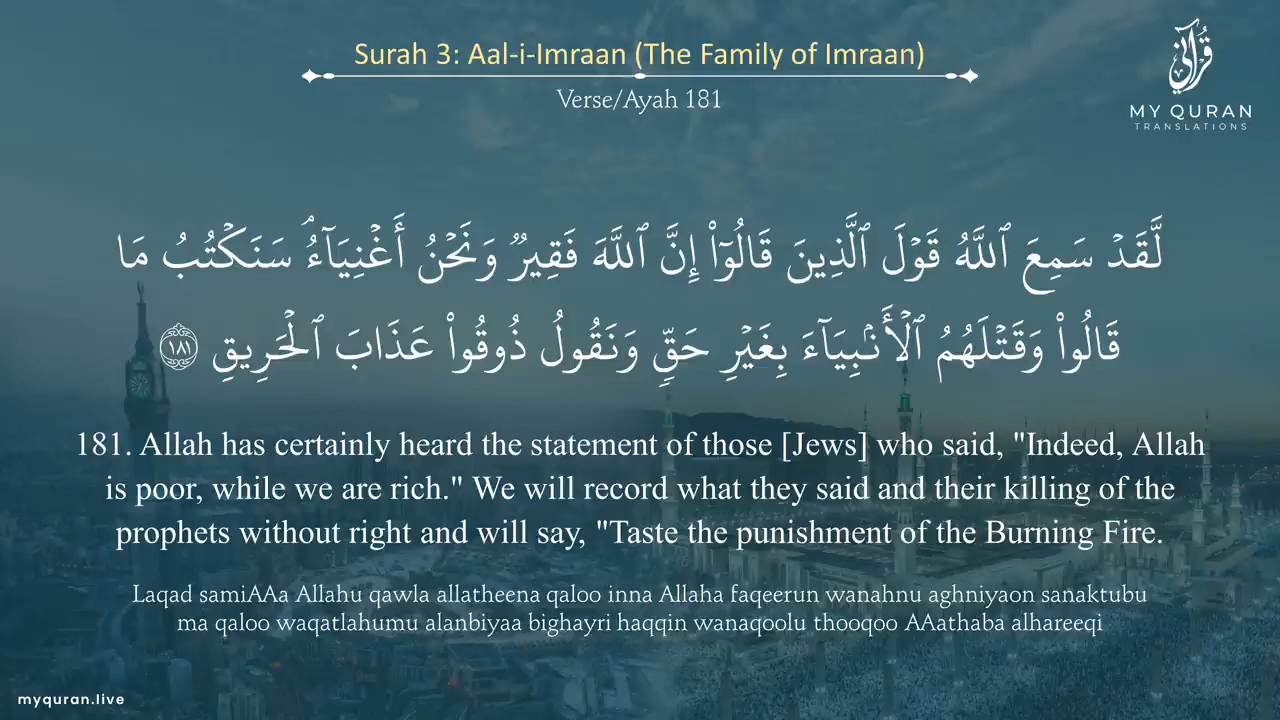 Surah 3: Aal-i-Imraan (The Family of Imraan)
Verse/Ayah 181
قرآني
MY QURAN
TRANSLATIONS
لَّقَدْ سَمِعَ ٱللَّهُ قَوْلَ ٱلَّذِينَ قَالُوٓا۟ إِنَّ ٱللَّهَ فَقِيرٌ وَنَحْنُ أَغْنِيَآءُ ۘ سَنَكْتُبُ مَا
قَالُوا۟ وَقَتْلَهُمُ ٱلْأَنۢبِيَآءَ بِغَيْرِ حَقٍّ وَنَقُولُ ذُوقُوا۟ عَذَابَ ٱلْحَرِيقِ ١٨١
181. Allah has certainly heard the statement of those [Jews] who said, "Indeed, Allah
is poor, while we are rich." We will record what they said and their killing of the
prophets without right and will say, "Taste the punishment of the Burning Fire.
Laqad samiAAa Allahu qawla allatheena qaloo inna Allaha faqeerun wanahnu aghniyaon sanaktubu
ma qaloo waqatlahumu alanbiyaa bighayri haqqin wanaqoolu thooqoo AAathaba alhareeqi
myquran.live